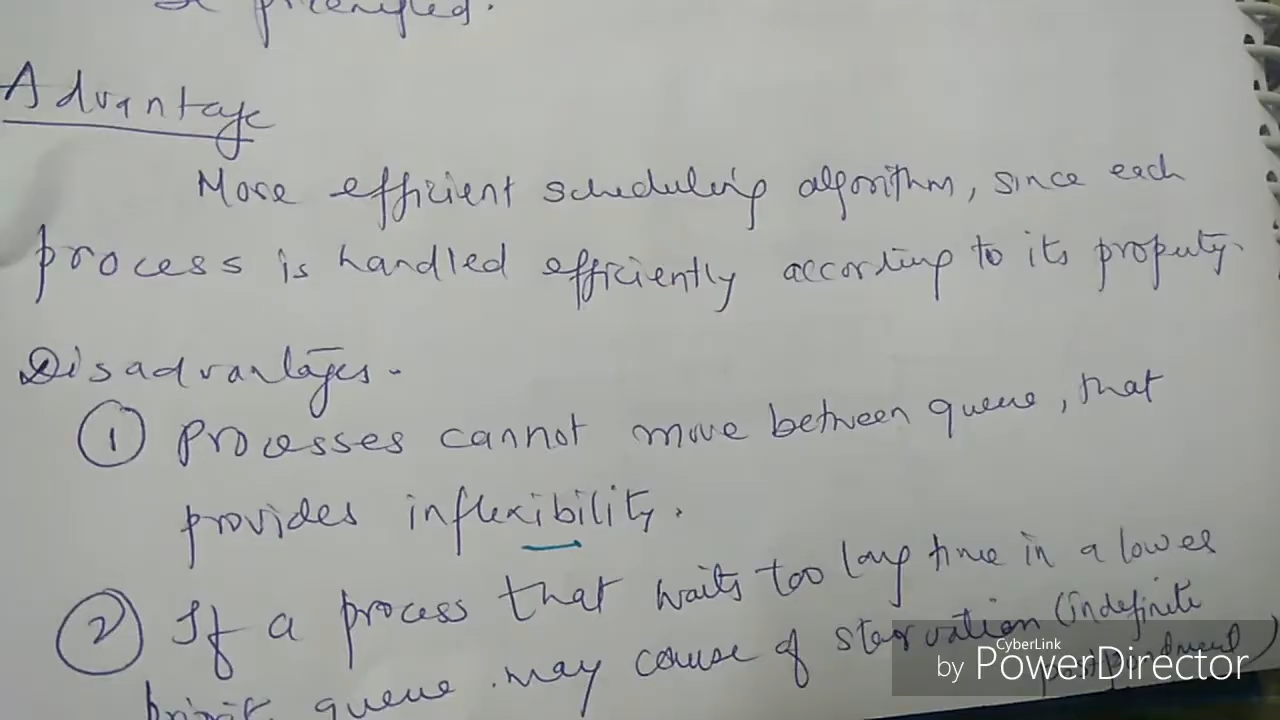 Advantage
More efficient scheduling algorithm, since each
process is handled efficiently according to its property.
Disadvantages.
① Processes cannot move between queue, that
provides inflexibility.
② If a process that waits too long time in a lower
queue. may cause of starvation (indefinite
CyberLink
by PowerDirector